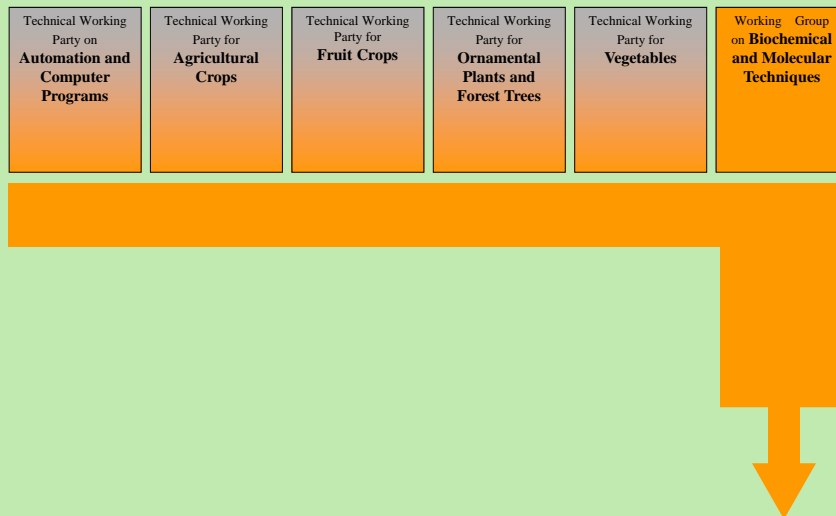 Technical Working
Party on
Automation and
Computer
Programs
Technical Working
Party for
Agricultural
Crops
Technical Working
Party for
Fruit Crops
Technical Working
Party for
Ornamental
Plants and
Forest Trees
Technical Working
Party for
Vegetables
Working Group
on Biochemical
and Molecular
Techniques